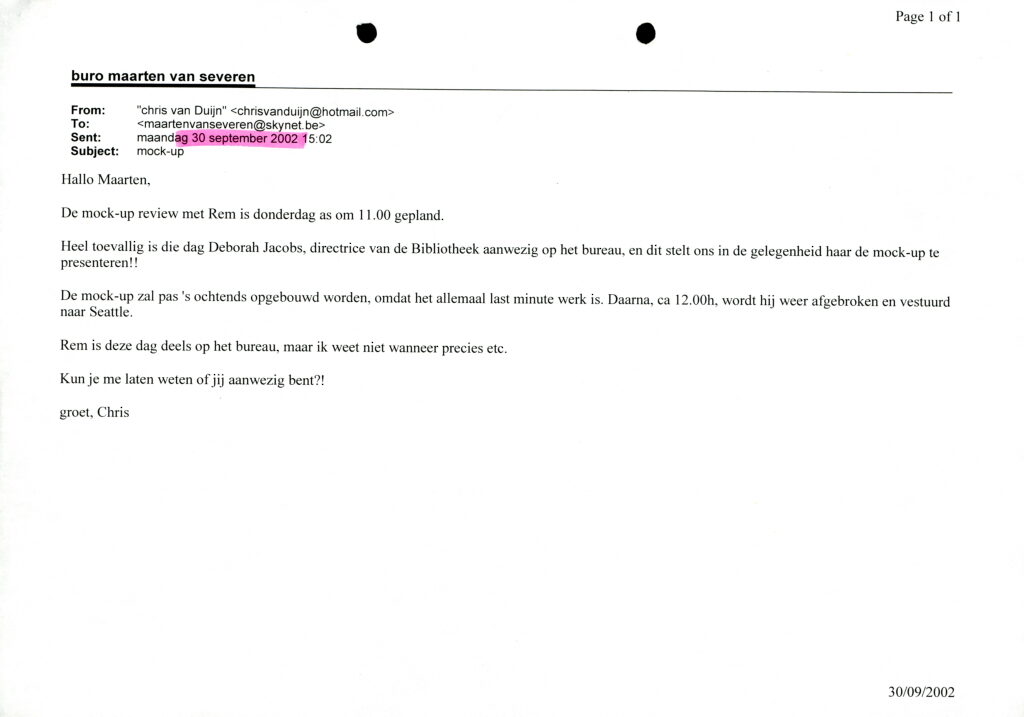 Page 1 of 1
buro maarten van severen
From: "chris van Duijn" <chrisvanduijn@hotmail.com>
To: <maartenvanseveren@skynet.be>
Sent: maandag 30 september 2002 15:02
Subject: mock-up
Hallo Maarten,
De mock-up review met Rem is donderdag as om 11.00 gepland.
Heel toevallig is die dag Deborah Jacobs, directrice van de Bibliotheek aanwezig op het bureau, en dit stelt ons in de gelegenheid haar de mock-up te
presenteren!!
De mock-up zal pas 's ochtends opgebouwd worden, omdat het allemaal last minute werk is. Daarna, ca 12.00h, wordt hij weer afgebroken en vestuurd
naar Seattle.
Rem is deze dag deels op het bureau, maar ik weet niet wanneer precies etc.
Kun je me laten weten of jij aanwezig bent?!
groet, Chris
30/09/2002